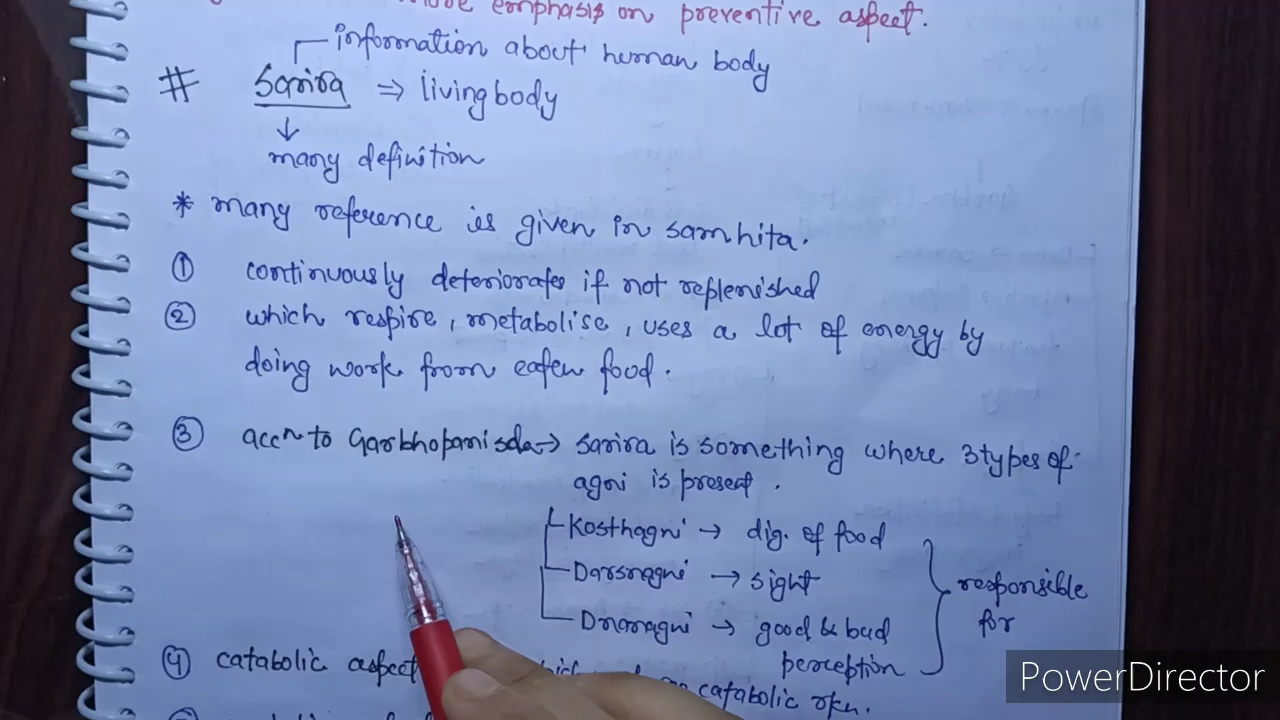 more emphasis on preventive aspect.
information about human body
# Sarira => living body
many definition
* many reference is given in samhita.
① continuously deteriorates if not replenished
② which respire, metabolise, uses a lot of energy by
doing work from eaten food.
③ accn to Garbhopanisda → sarira is something where 3 types of
agni is present.
Kosthagni → dig. of food
Darsnagni → sight
Dnanagni → good & bad
perception
responsible
for
④ catabolic aspect
catabolic rxn.
PowerDirector